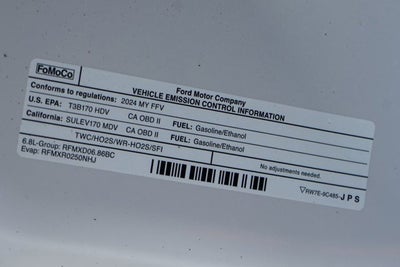 FoMoCo
Ford Motor Company
VEHICLE EMISSION CONTROL INFORMATION
Conforms to regulations: 2024 MY FFV
U.S. EPA: T3B170 HDV CA OBD II FUEL: Gasoline/Ethanol
California: SULEV170 MDV CA OBD II FUEL: Gasoline/Ethanol
TWC/HO2S/WR-HO2S/SFI
No adjustments needed.
6.8L-Group: RFMXD06.86BC
Evap: RFMXR0250NHJ
RW7E-9C485-JPS